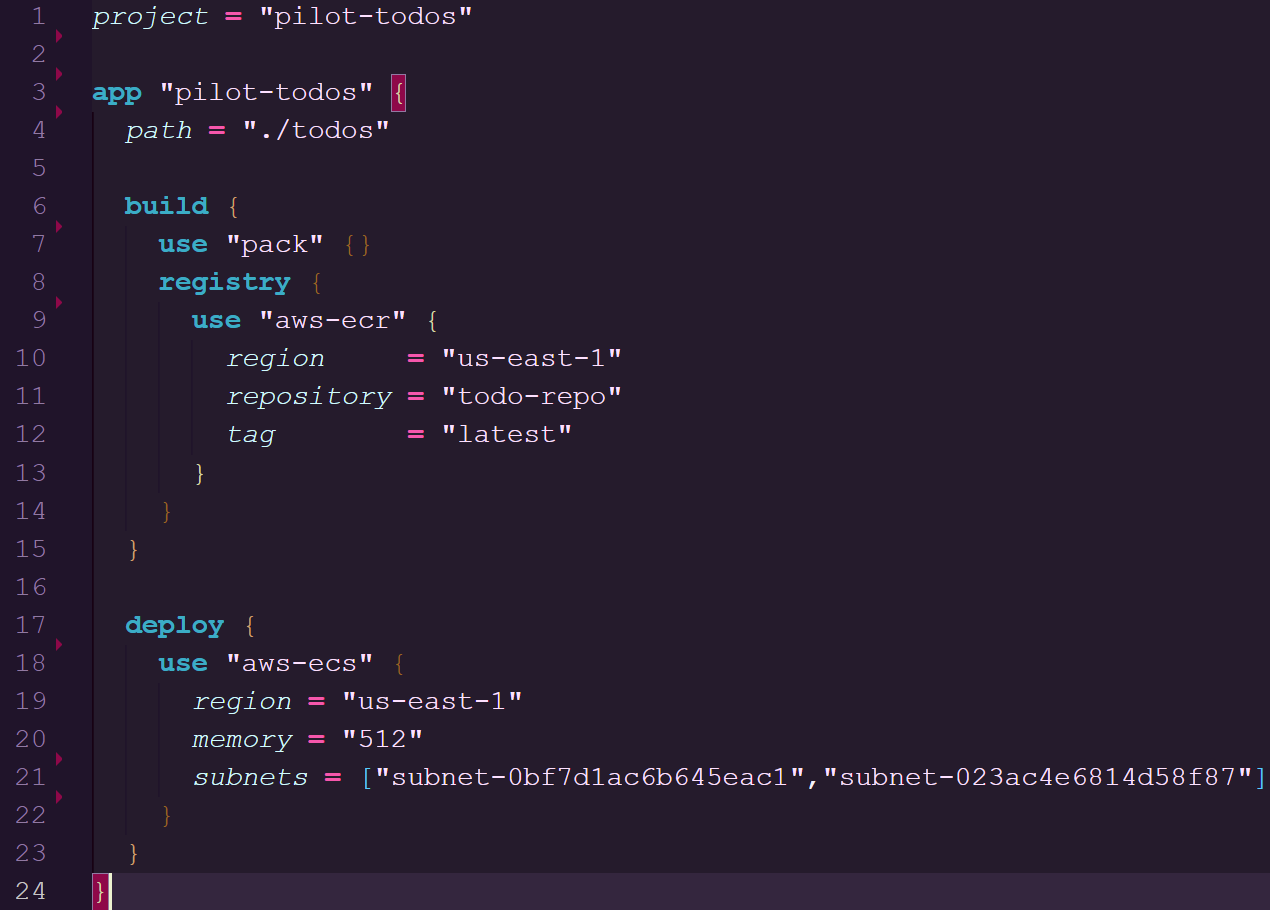 1 project = "pilot-todos"
2
3 app "pilot-todos" {
4   path = "./todos"
5
6   build {
7     use "pack" {}
8     registry {
9       use "aws-ecr" {
10         region     = "us-east-1"
11         repository = "todo-repo"
12         tag        = "latest"
13       }
14     }
15   }
16
17   deploy {
18     use "aws-ecs" {
19       region = "us-east-1"
20       memory = "512"
21       subnets = ["subnet-0bf7d1ac6b645eac1","subnet-023ac4e6814d58f87"]
22     }
23   }
24 }